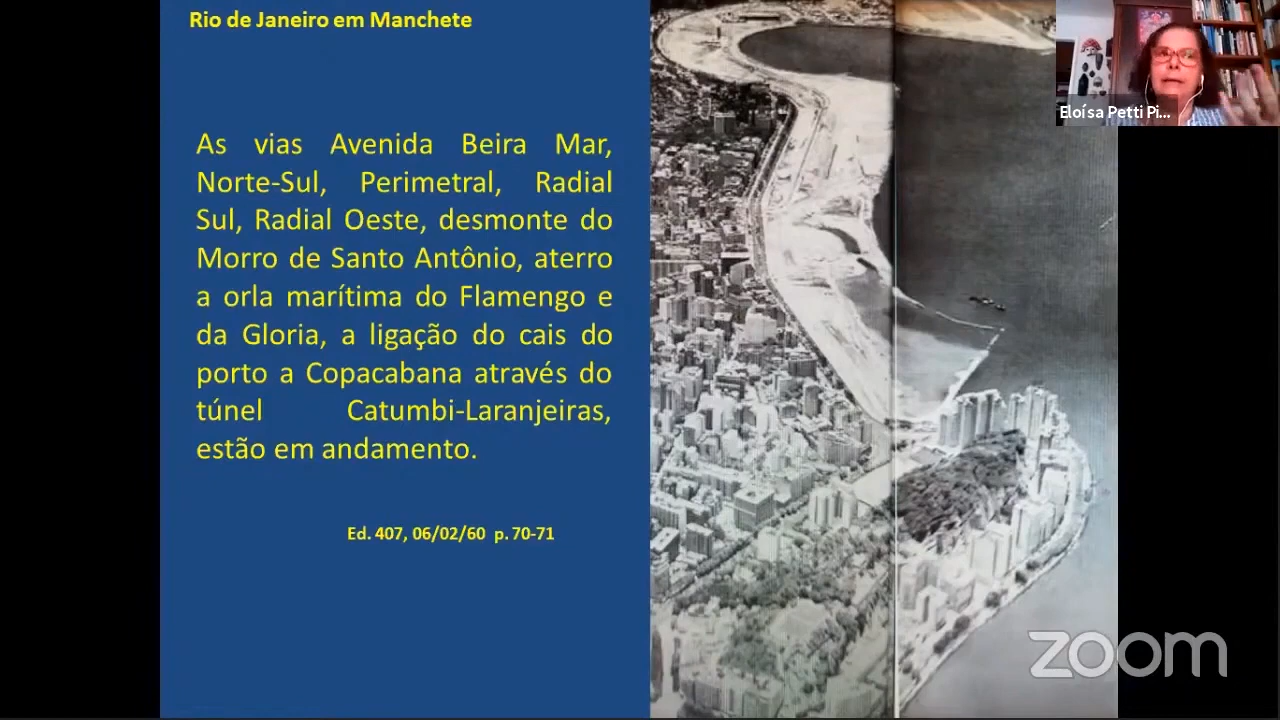 Rio de Janeiro em Manchete
As vias Avenida Beira Mar,
Norte-Sul, Perimetral, Radial
Sul, Radial Oeste, desmonte do
Morro de Santo Antônio, aterro
a orla marítima do Flamengo e
da Gloria, a ligação do cais do
porto a Copacabana através do
túnel Catumbi-Laranjeiras,
estão em andamento.
Ed. 407, 06/02/60 p. 70-71
Eloísa Petti Pi...
zoom